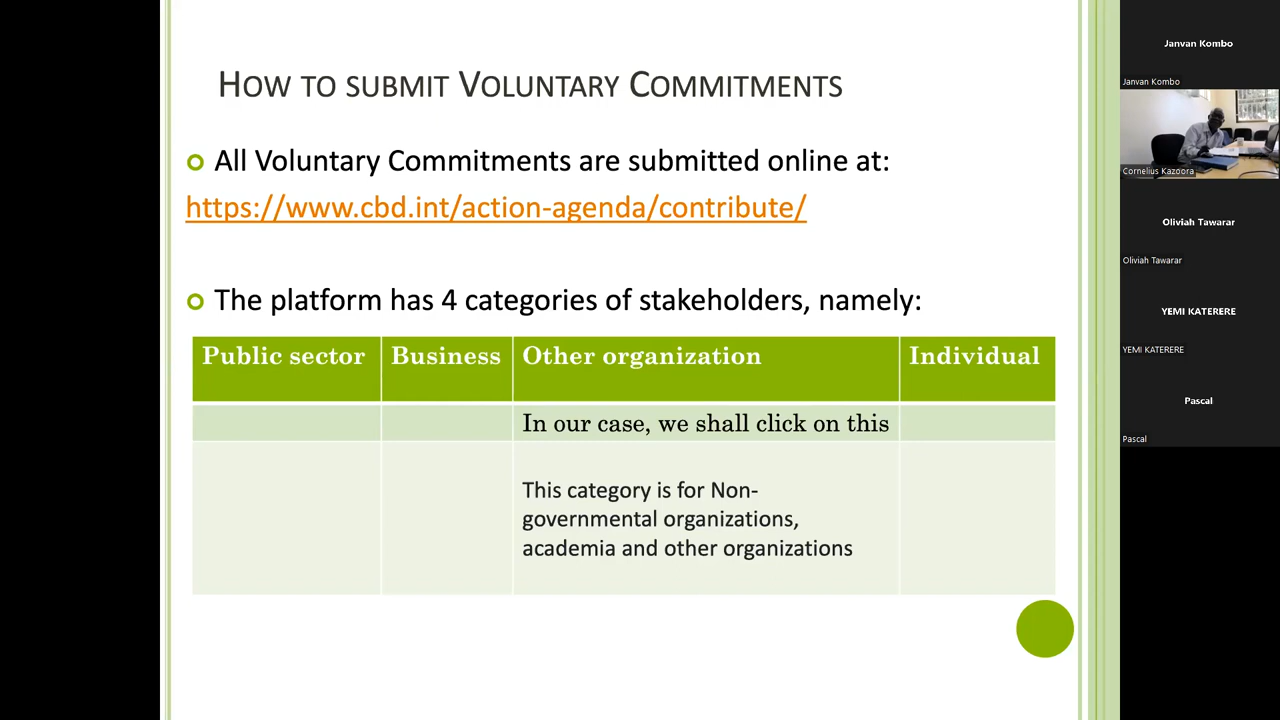 HOW TO SUBMIT VOLUNTARY COMMITMENTS
All Voluntary Commitments are submitted online at:
https://www.cbd.int/action-agenda/contribute/
The platform has 4 categories of stakeholders, namely:
Public sector
Business
Other organization
Individual
In our case, we shall click on this
This category is for Non-
governmental organizations,
academia and other organizations
Janvan Kombo
Janvan Kombo
Cornelius Kazoora
Oliviah Tawarar
Oliviah Tawarar
YEMI KATERERE
YEMI KATERERE
Pascal
Pascal